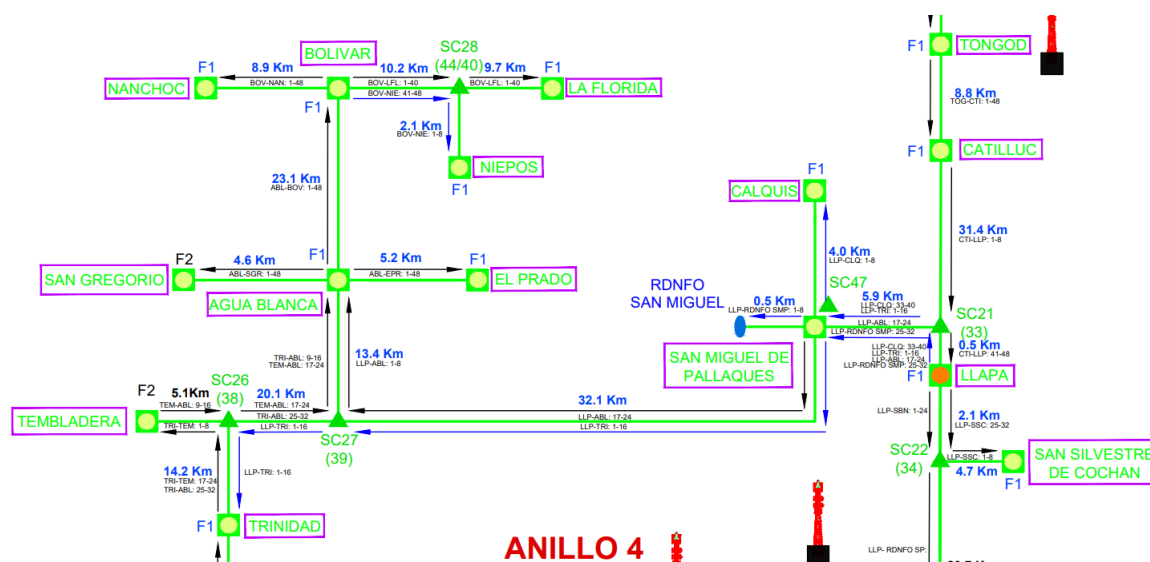 F1 TONGOD
8.8 Km
TOG-CTI: 1-48
F1 CATILLUC
31.4 Km
CTI-LLP: 1-8
BOLIVAR
SC28
(44/40)
F1 8.9 Km 10.2 Km 9.7 Km F1
NANCHOC BOV-NAN: 1-48 BOV-LFL: 1-40 BOV-LFL: 1-40 LA FLORIDA
BOV-NIE: 41-48
F1
2.1 Km
BOV-NIE: 1-8
NIEPOS
F1
23.1 Km
ABL-BOV: 1-48
F1
CALQUIS
F1
4.0 Km
LLP-CLQ: 1-8
SC47
F2 4.6 Km F1 5.2 Km F1
SAN GREGORIO ABL-SGR: 1-48 ABL-EPR: 1-48 EL PRADO
AGUA BLANCA
RDNFO
SAN MIGUEL
0.5 Km
LLP-RDNFO SMP: 1-8
5.9 Km
LLP-CLQ: 33-40
LLP-TRI: 1-16
LLP-ABL: 17-24
LLP-RDNFO SMP: 25-32
SC21
(33)
SAN MIGUEL DE
PALLAQUES
LLP-CLQ: 33-40
LLP-TRI: 1-16
LLP-ABL: 17-24
LLP-RDNFO SMP: 25-32
0.5 Km
CTI-LLP: 41-48
F1 LLAPA
TRI-ABL: 9-16
TEM-ABL: 17-24
13.4 Km
LLP-ABL: 1-8
SC26
(38)
F2 5.1Km 20.1 Km 32.1 Km
TEMBLADERA TEM-ABL: 9-16 TEM-ABL: 17-24 LLP-ABL: 17-24
TRI-TEM: 1-8 TRI-ABL: 25-32 LLP-TRI: 1-16
LLP-TRI: 1-16
SC27
(39)
LLP-SBN: 1-24
2.1 Km
LLP-SSC: 25-32
SC22
(34)
LLP-SSC: 1-8
4.7 Km
F1
SAN SILVESTRE
DE COCHAN
14.2 Km
TRI-TEM: 17-24
TRI-ABL: 25-32
LLP-TRI: 1-16
F1 TRINIDAD
ANILLO 4
LLP- RDNFO SP: